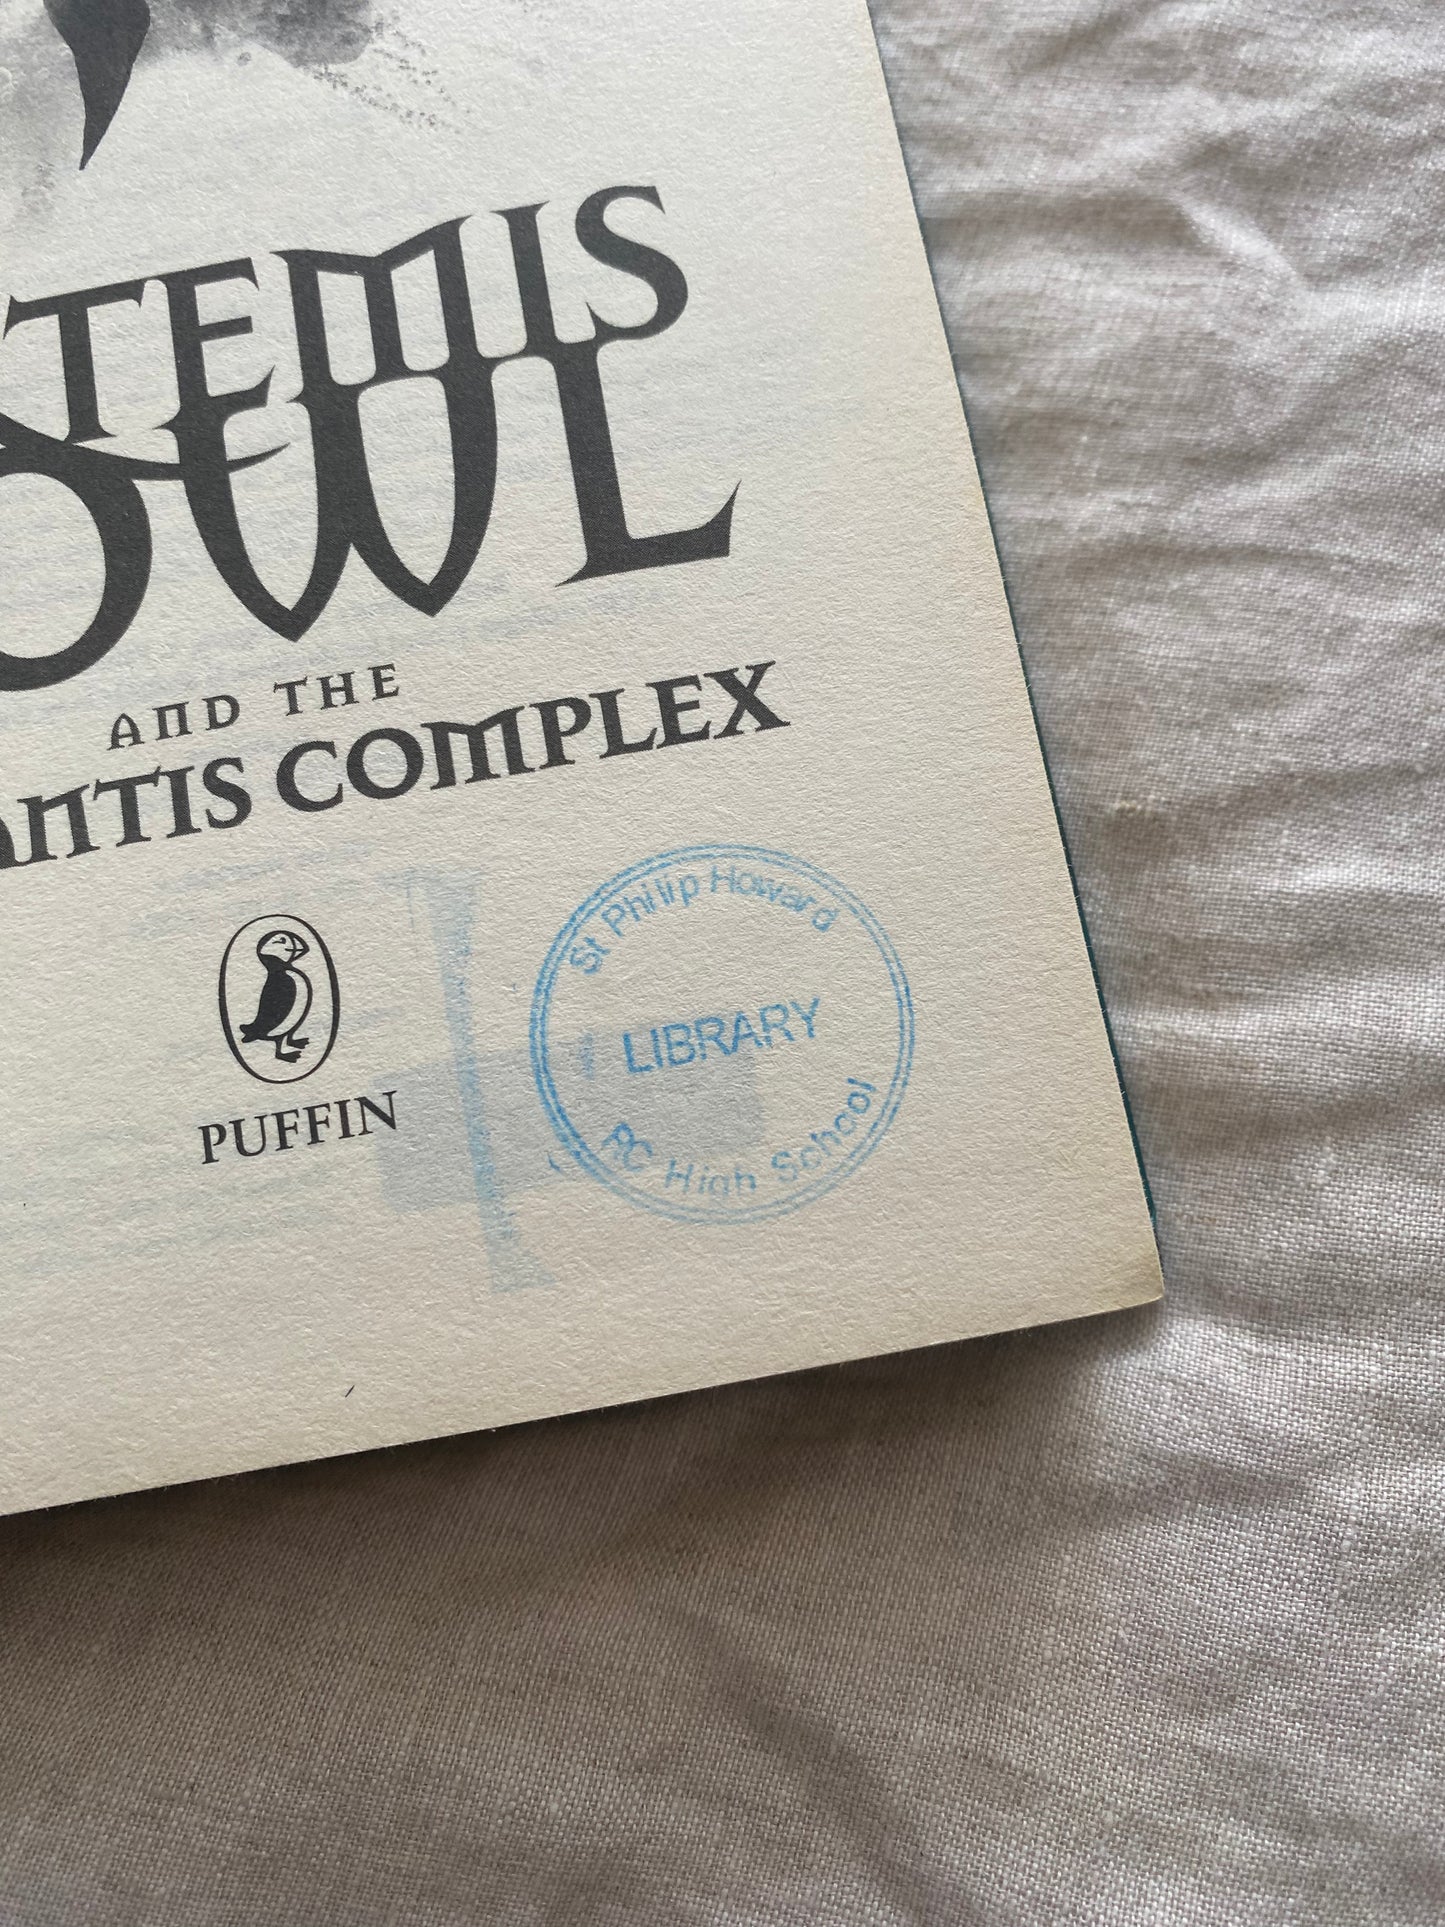 TEMIS
OWL
AND THE
ANTIS COMPLEX
PUFFIN
St Philip Howard
LIBRARY
RC High School